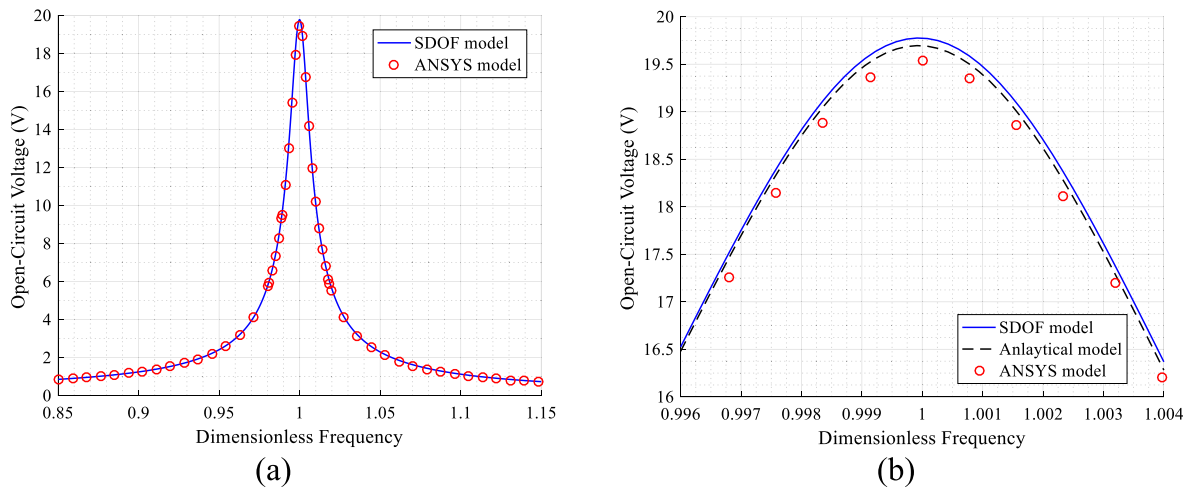 20
18
16
14
12
10
8
6
4
2
0
Open-Circuit Voltage (V)
SDOF model
ANSYS model
0.85 0.9 0.95 1 1.05 1.1 1.15
Dimensionless Frequency
(a)
20
19.5
19
18.5
18
17.5
17
16.5
16
Open-Circuit Voltage (V)
SDOF model
Anlaytical model
ANSYS model
0.996 0.997 0.998 0.999 1 1.001 1.002 1.003 1.004
Dimensionless Frequency
(b)